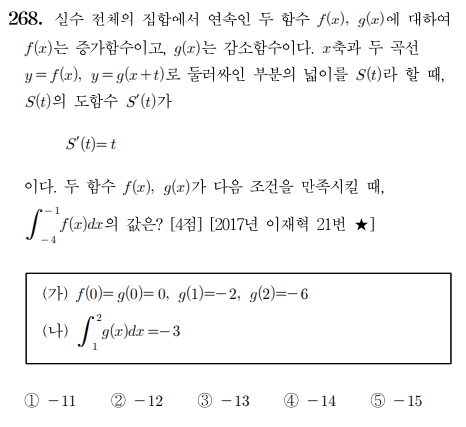 268. 실수 전체의 집합에서 연속인 두 함수 f(x), g(x)에 대하여
f(x)는 증가함수이고, g(x)는 감소함수이다. x축과 두 곡선
y=f(x), y=g(x+t)로 둘러싸인 부분의 넓이를 S(t)라 할 때,
S(t)의 도함수 S′(t)가
S′(t)=t
이다. 두 함수 f(x), g(x)가 다음 조건을 만족시킬 때,
∫_{-4}^{-1} f(x)dx의 값은? [4점] [2017년 이재혁 21번 ★]
(가) f(0)=g(0)=0, g(1)=-2, g(2)=-6
(나) ∫_{1}^{2} g(x)dx=-3
① -11 ② -12 ③ -13 ④ -14 ⑤ -15